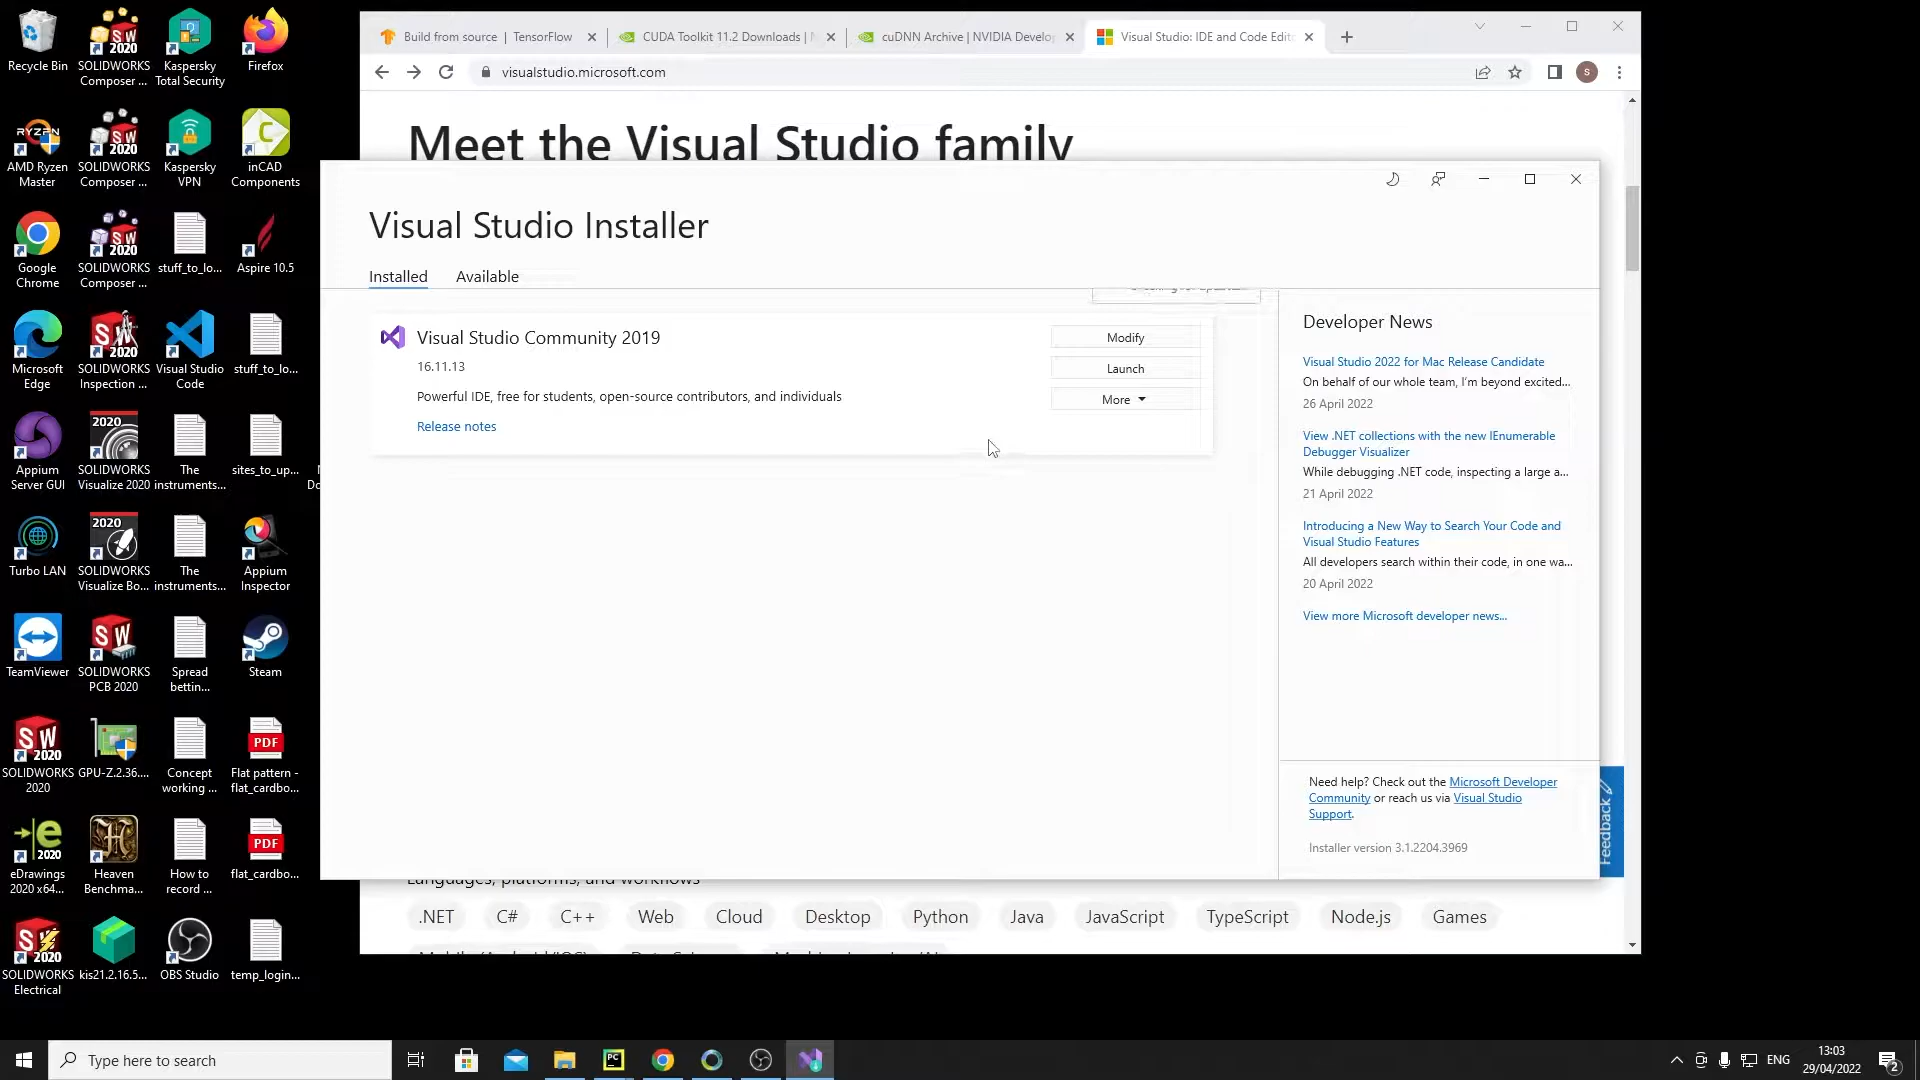 Recycle Bin
SOLIDWORKS
Composer ...
Kaspersky
Total Security
Firefox
AMD Ryzen
Master
SOLIDWORKS
Composer ...
Kaspersky
VPN
inCAD
Components
Google
Chrome
SOLIDWORKS
Composer ...
stuff_to_lo...
Aspire 10.5
Microsoft
Edge
SOLIDWORKS
Inspection ...
Visual Studio
Code
stuff_to_lo...
Appium
Server GUI
SOLIDWORKS
Visualize 2020
The
instruments...
sites_to_up...
Turbo LAN
SOLIDWORKS
Visualize Bo...
The
instruments...
Appium
Inspector
TeamViewer
SOLIDWORKS
PCB 2020
Spread
bettin...
Steam
SOLIDWORKS
2020
GPU-Z.2.36....
Concept
working ...
Flat pattern -
flat_cardbo...
eDrawings
2020 x64...
Heaven
Benchma...
How to
record ...
flat_cardbo...
SOLIDWORKS
Electrical
kis21.2.16.5...
OBS Studio
temp_login...
Build from source | TensorFlow
CUDA Toolkit 11.2 Downloads |
cuDNN Archive | NVIDIA Develo
Visual Studio: IDE and Code Edit
visualstudio.microsoft.com
S
Meet the Visual Studio family
Visual Studio Installer
Installed
Available
Visual Studio Community 2019
16.11.13
Powerful IDE, free for students, open-source contributors, and individuals
Release notes
Modify
Launch
More
Developer News
Visual Studio 2022 for Mac Release Candidate
On behalf of our whole team, I'm beyond excited...
26 April 2022
View .NET collections with the new IEnumerable
Debugger Visualizer
While debugging .NET code, inspecting a large a...
21 April 2022
Introducing a New Way to Search Your Code and
Visual Studio Features
All developers search within their code, in one wa...
20 April 2022
View more Microsoft developer news...
Need help? Check out the Microsoft Developer
Community or reach us via Visual Studio
Support.
Installer version 3.1.2204.3969
Feedback
Languages, platforms, and workflows
.NET
C#
C++
Web
Cloud
Desktop
Python
Java
JavaScript
TypeScript
Node.js
Games
Type here to search
ENG
13:03
29/04/2022
2